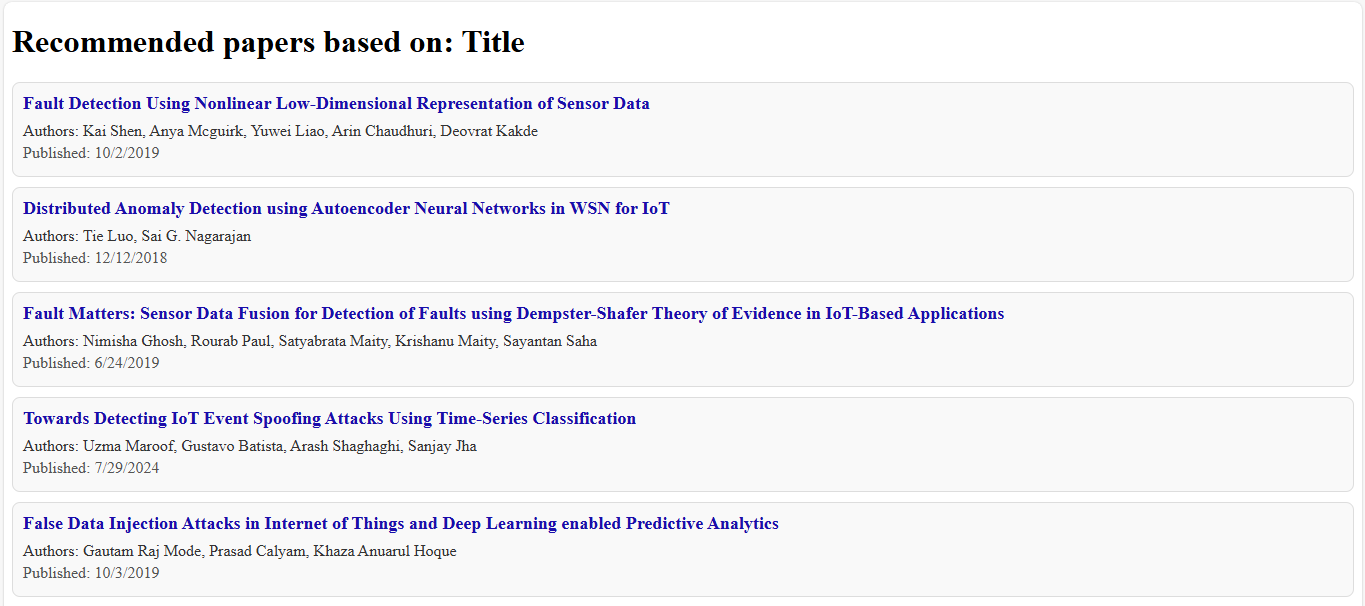 Recommended papers based on: Title
Fault Detection Using Nonlinear Low-Dimensional Representation of Sensor Data
Authors: Kai Shen, Anya Mcguirk, Yuwei Liao, Arin Chaudhuri, Deovrat Kakde
Published: 10/2/2019
Distributed Anomaly Detection using Autoencoder Neural Networks in WSN for IoT
Authors: Tie Luo, Sai G. Nagarajan
Published: 12/12/2018
Fault Matters: Sensor Data Fusion for Detection of Faults using Dempster-Shafer Theory of Evidence in IoT-Based Applications
Authors: Nimisha Ghosh, Rourab Paul, Satyabrata Maity, Krishanu Maity, Sayantan Saha
Published: 6/24/2019
Towards Detecting IoT Event Spoofing Attacks Using Time-Series Classification
Authors: Uzma Maroof, Gustavo Batista, Arash Shaghaghi, Sanjay Jha
Published: 7/29/2024
False Data Injection Attacks in Internet of Things and Deep Learning enabled Predictive Analytics
Authors: Gautam Raj Mode, Prasad Calyam, Khaza Anuarul Hoque
Published: 10/3/2019